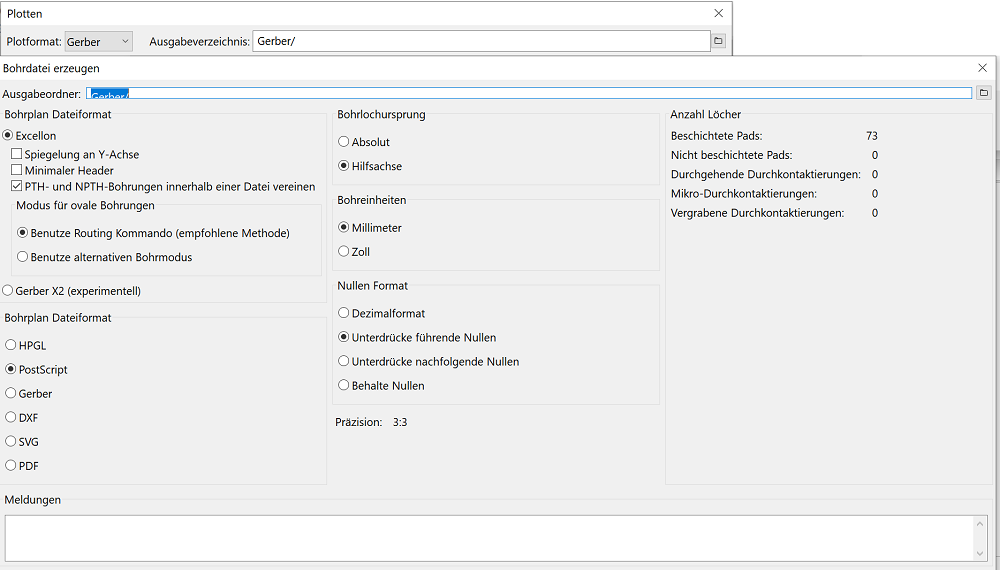 Plotten
Plotformat: Gerber Ausgabeverzeichnis: Gerber/
Bohrdatei erzeugen
Ausgabeordner: Gerber/
Bohrplan Dateiformat
Excellon
Spiegelung an Y-Achse
Minimaler Header
PTH- und NPTH-Bohrungen innerhalb einer Datei vereinen
Modus für ovale Bohrungen
Benutze Routing Kommando (empfohlene Methode)
Benutze alternativen Bohrmodus
Gerber X2 (experimentell)
Bohrplan Dateiformat
HPGL
PostScript
Gerber
DXF
SVG
PDF
Bohrlochursprung
Absolut
Hilfsachse
Bohreinheiten
Millimeter
Zoll
Nullen Format
Dezimalformat
Unterdrücke führende Nullen
Unterdrücke nachfolgende Nullen
Behalte Nullen
Präzision: 3:3
Anzahl Löcher
Beschichtete Pads: 73
Nicht beschichtete Pads: 0
Durchgehende Durchkontaktierungen: 0
Mikro-Durchkontaktierungen: 0
Vergrabene Durchkontaktierungen: 0
Meldungen